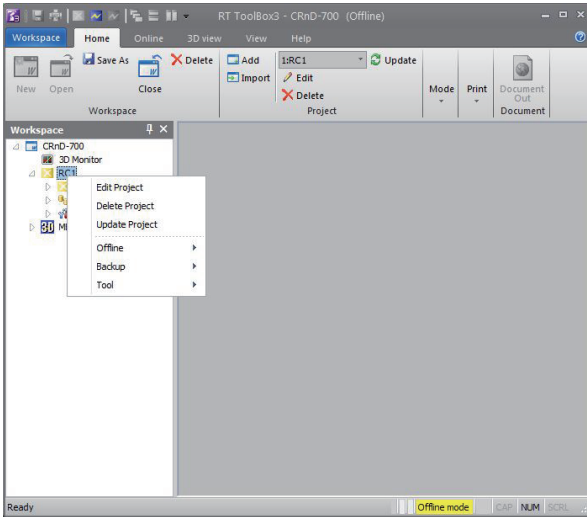 RT ToolBox3 - CRnD-700 (Offline)
Workspace Home Online 3D view View Help
New Open Save As Close Delete
Workspace
Add Import 1:RC1 Edit Delete Update
Project
Mode Print Document Out
Document
Workspace
CRnD-700
3D Monitor
RC1
Edit Project
Delete Project
Update Project
Offline
Backup
Tool
3D
Ready Offline mode CAP NUM SCRL